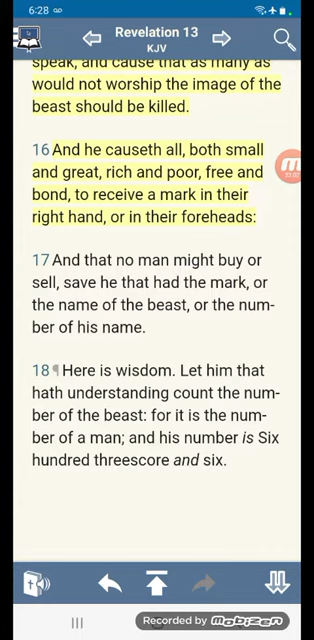 6:28
Revelation 13
KJV
speak, and cause that as many as
would not worship the image of the
beast should be killed.
16 And he causeth all, both small
and great, rich and poor, free and
bond, to receive a mark in their
right hand, or in their foreheads:
17 And that no man might buy or
sell, save he that had the mark, or
the name of the beast, or the num-
ber of his name.
18 ¶ Here is wisdom. Let him that
hath understanding count the num-
ber of the beast: for it is the num-
ber of a man; and his number is Six
hundred threescore and six.
Recorded by mobizen